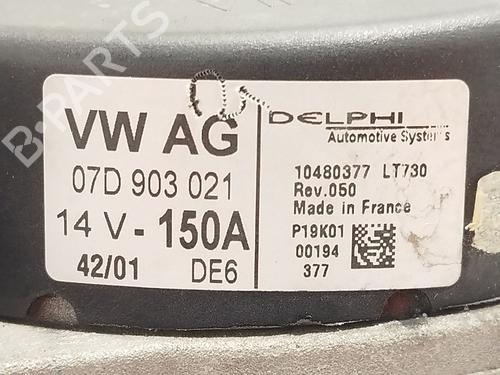 VW AG
07D 903 021
14 V - 150A
42/01 DE6
DELPHI
Automotive Systems
10480377 LT730
Rev.050
Made in France
P19K01
00194
377
B-PARTS